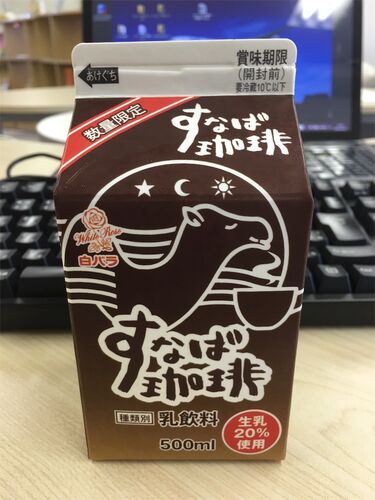 賞味期限
(開封前)
要冷蔵10℃以下
あけぐち
数量限定
すなば
珈琲
White Rose
白バラ
すなば
珈琲
種類別 乳飲料
500ml
生乳
20%
使用